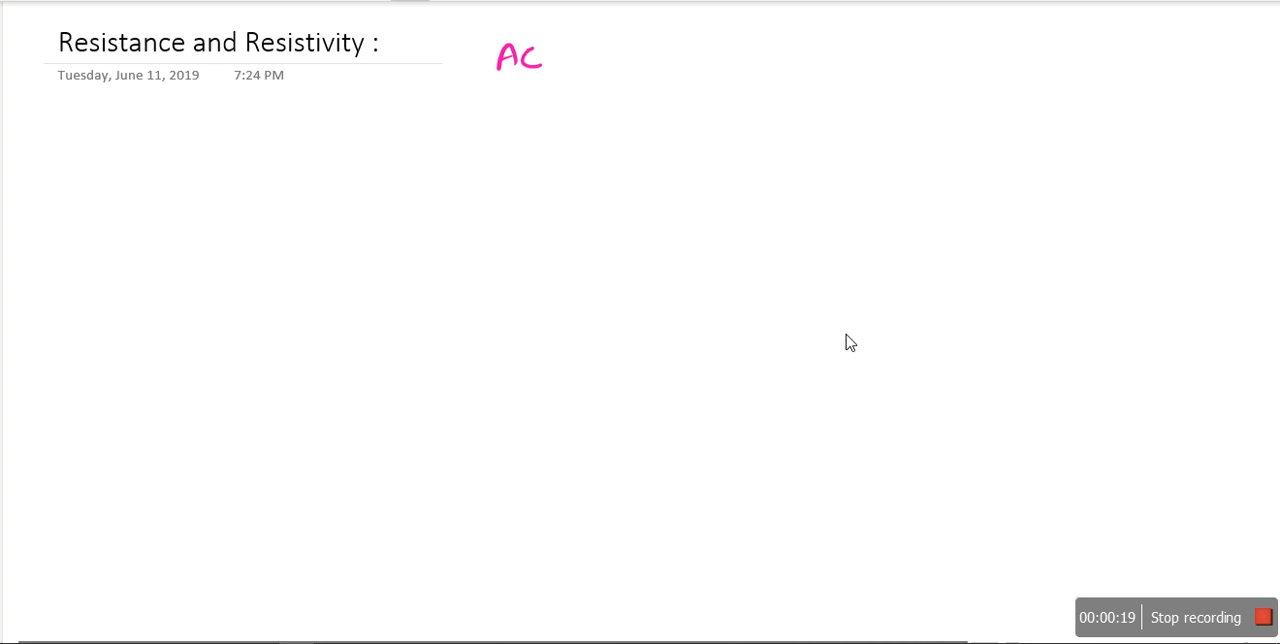 Resistance and Resistivity :
AC
Tuesday, June 11, 2019 7:24 PM
00:00:19 Stop recording